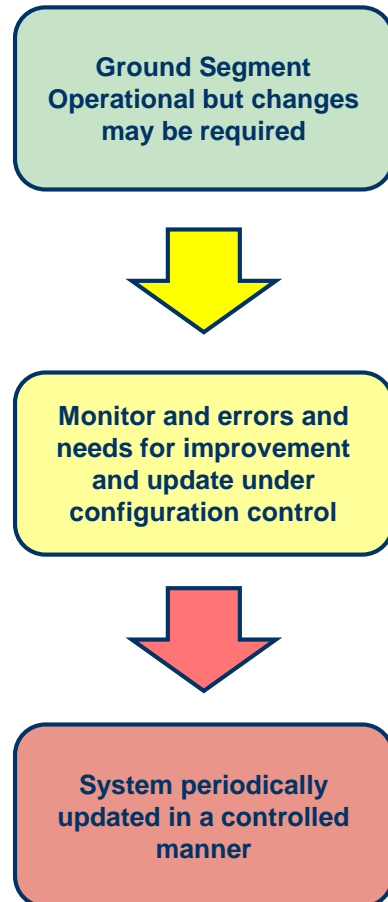 Ground Segment
Operational but changes
may be required
Monitor and errors and
needs for improvement
and update under
configuration control
System periodically
updated in a controlled
manner